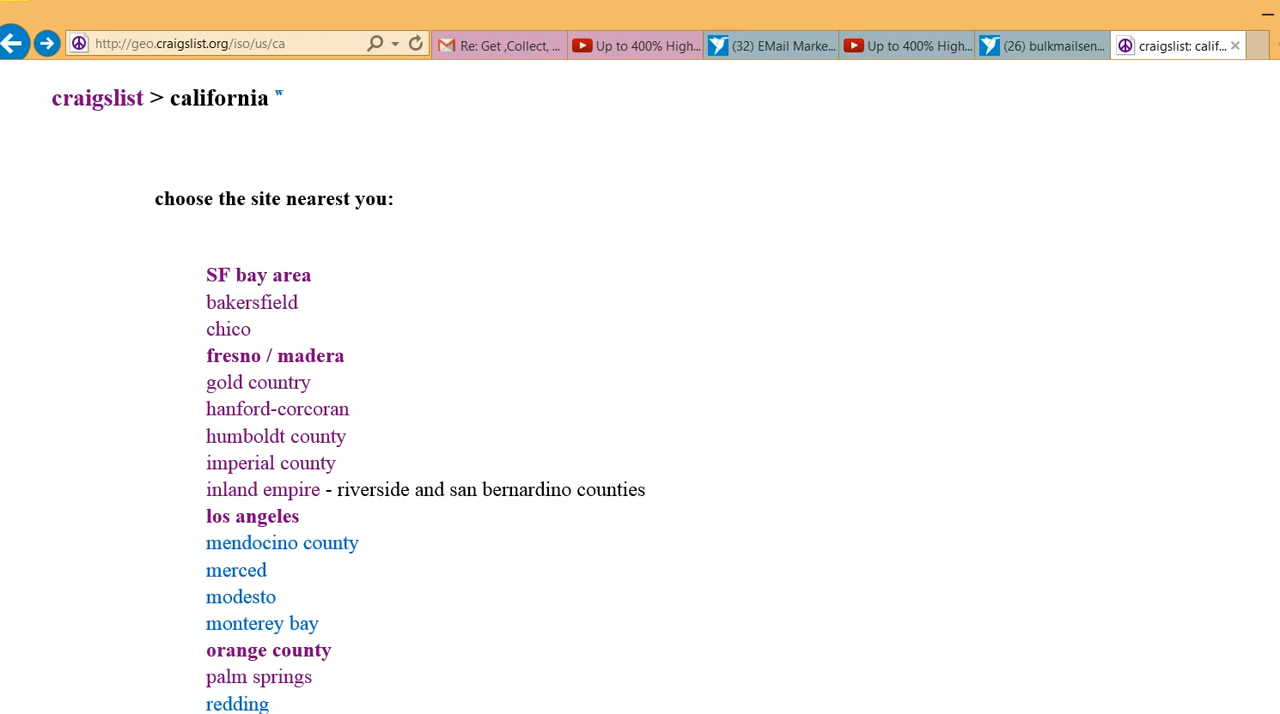 http://geo.craigslist.org/iso/us/ca
Re: Get ,Collect, ...
Up to 400% High...
(32) EMail Marke...
Up to 400% High...
(26) bulkmailsen...
craigslist: calif...
craigslist > california w
choose the site nearest you:
SF bay area
bakersfield
chico
fresno / madera
gold country
hanford-corcoran
humboldt county
imperial county
inland empire - riverside and san bernardino counties
los angeles
mendocino county
merced
modesto
monterey bay
orange county
palm springs
redding